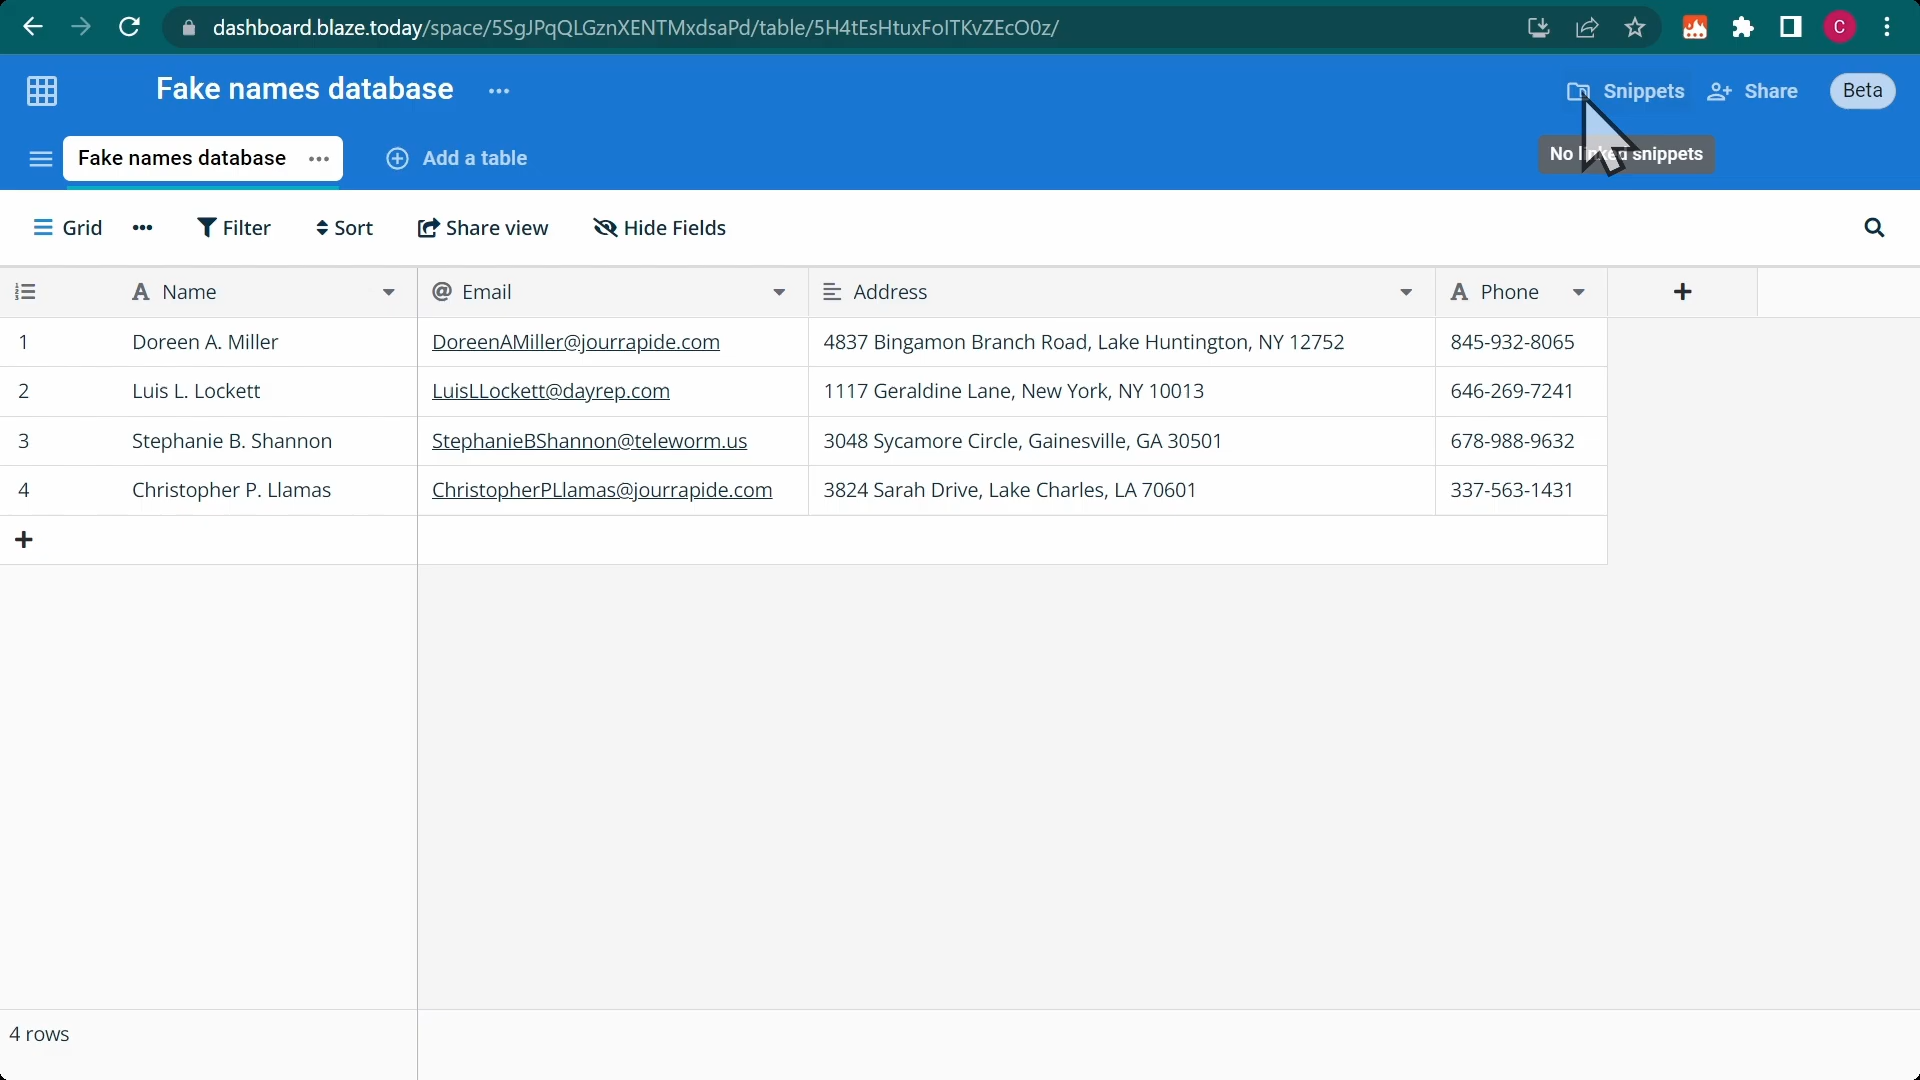 dashboard.blaze.today/space/5SgJPqQLGznXENTMxdsaPd/table/5H4tEsHtuxFoITKvZEcO0z/
C
Fake names database
Snippets
Share
Beta
Fake names database
Add a table
No linked snippets
Grid
Filter
Sort
Share view
Hide Fields
Name
@ Email
Address
A Phone
1 Doreen A. Miller DoreenAMiller@jourrapide.com 4837 Bingamon Branch Road, Lake Huntington, NY 12752 845-932-8065
2 Luis L. Lockett LuisLLockett@dayrep.com 1117 Geraldine Lane, New York, NY 10013 646-269-7241
3 Stephanie B. Shannon StephanieBShannon@teleworm.us 3048 Sycamore Circle, Gainesville, GA 30501 678-988-9632
4 Christopher P. Llamas ChristopherPLlamas@jourrapide.com 3824 Sarah Drive, Lake Charles, LA 70601 337-563-1431
4 rows